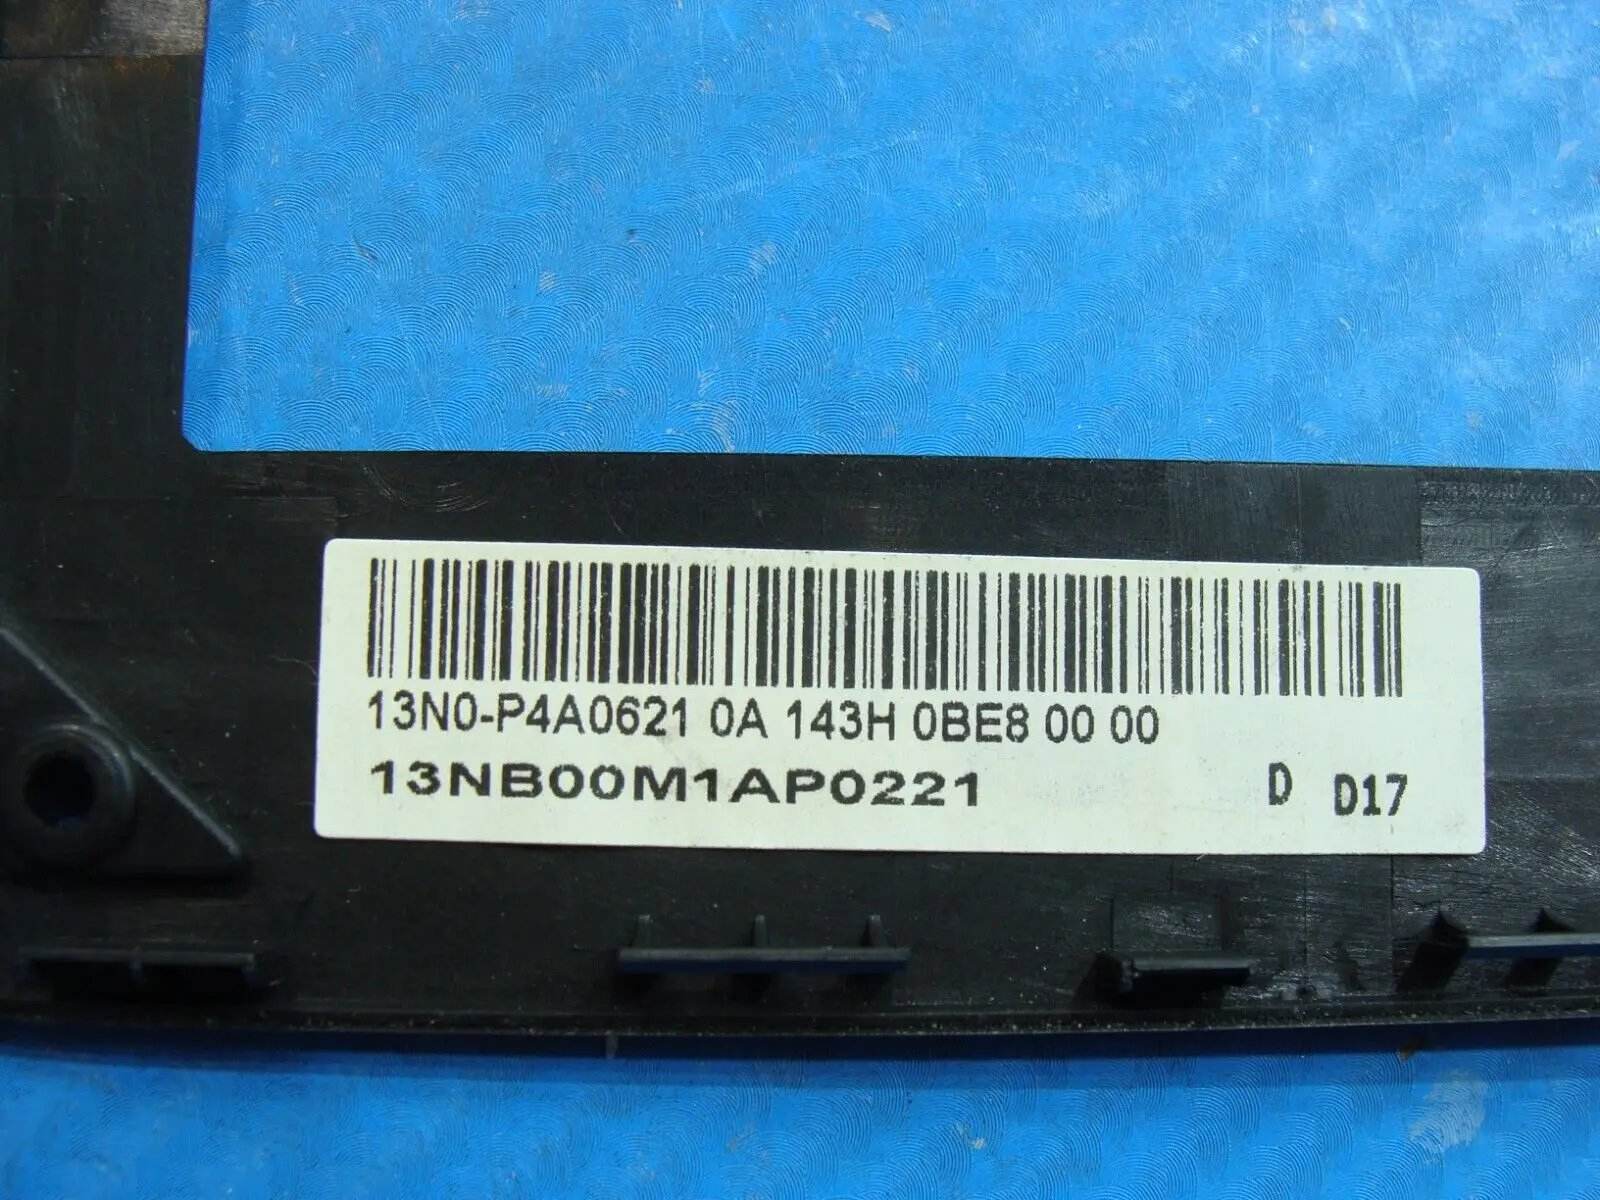 13N0-P4A0621 0A 143H 0BE8 00 00
13NB00M1AP0221 D D17